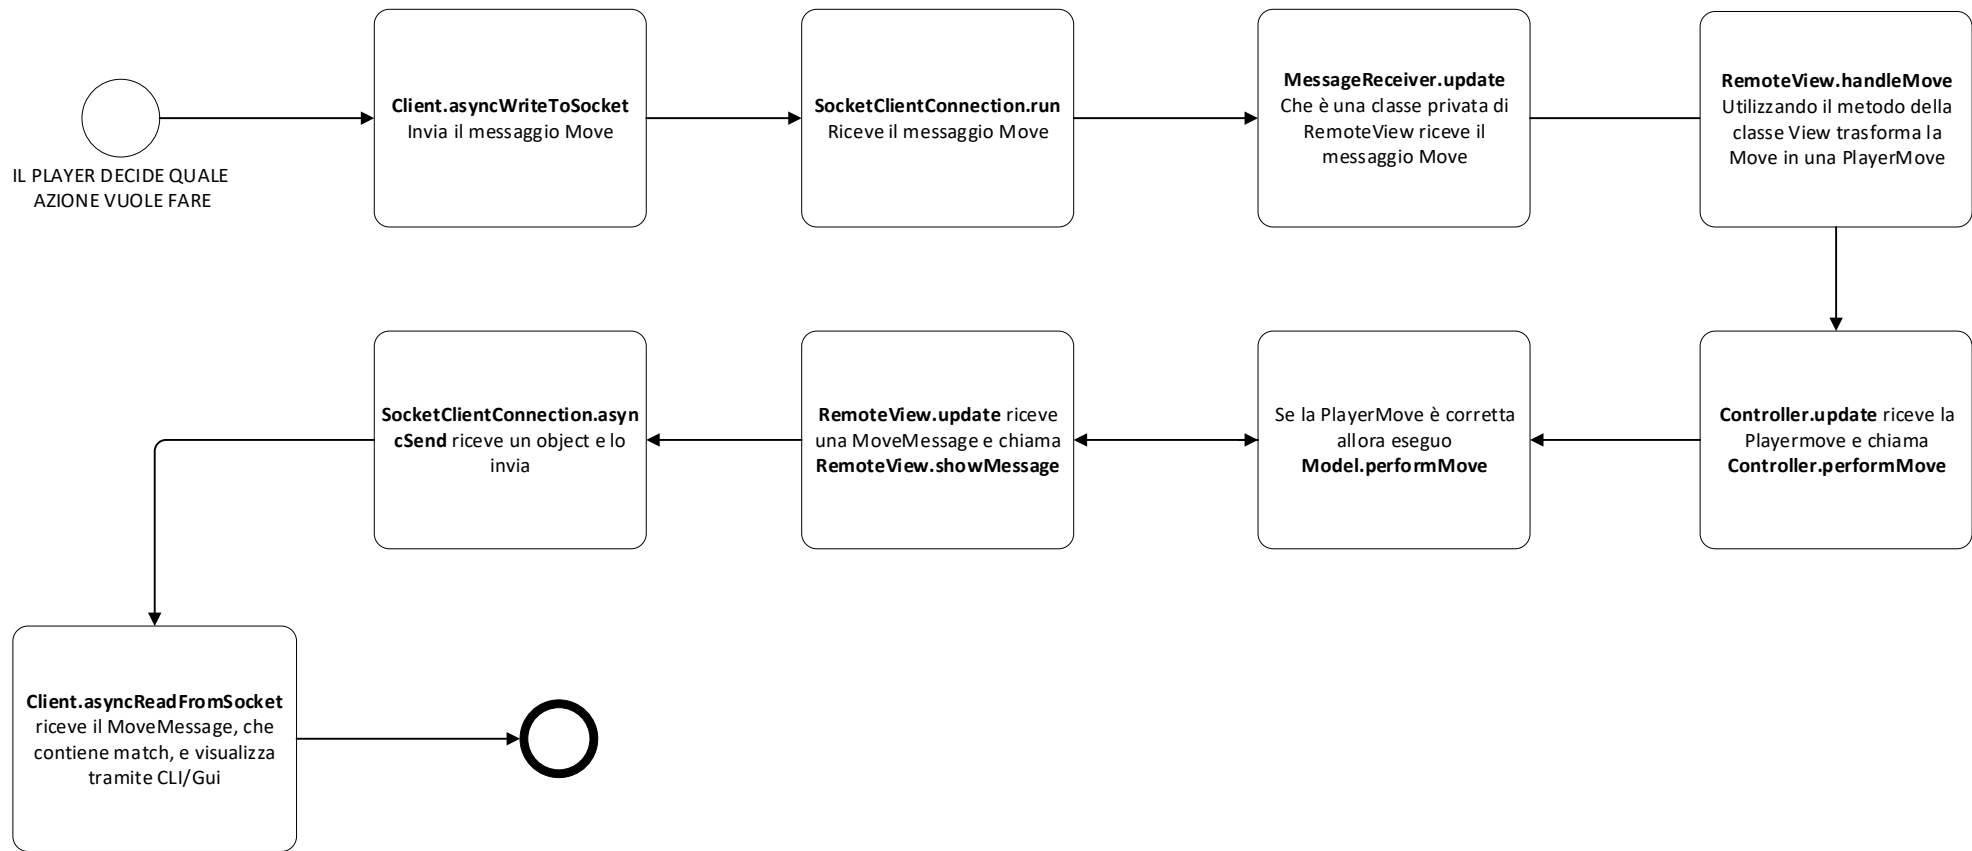 IL PLAYER DECIDE QUALE
AZIONE VUOLE FARE
Client.asyncWriteToSocket
Invia il messaggio Move
SocketClientConnection.run
Riceve il messaggio Move
MessageReceiver.update
Che è una classe privata di
RemoteView riceve il
messaggio Move
RemoteView.handleMove
Utilizzando il metodo della
classe View trasforma la
Move in una PlayerMove
Controller.update riceve la
Playermove e chiama
Controller.performMove
Se la PlayerMove è corretta
allora eseguo
Model.performMove
RemoteView.update riceve
una MoveMessage e chiama
RemoteView.showMessage
SocketClientConnection.asyn
cSend riceve un object e lo
invia
Client.asyncReadFromSocket
riceve il MoveMessage, che
contiene match, e visualizza
tramite CLI/Gui